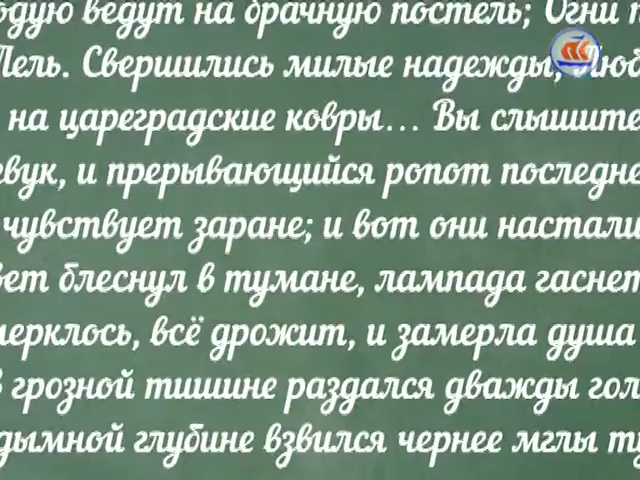 одую ведут на брачную постель; Огни
Лель. Свершились милые надежды, Люб
на цареградские ковры... Вы слышите
звук, и прерывающийся ропот последне
чувствует заране; и вот они настали
вет блеснул в тумане, лампада гаснет
мерклось, всё дрожит, и замерла душа
В грозной тишине раздался дважды гол
дымной глубине взвился чернее мглы ту